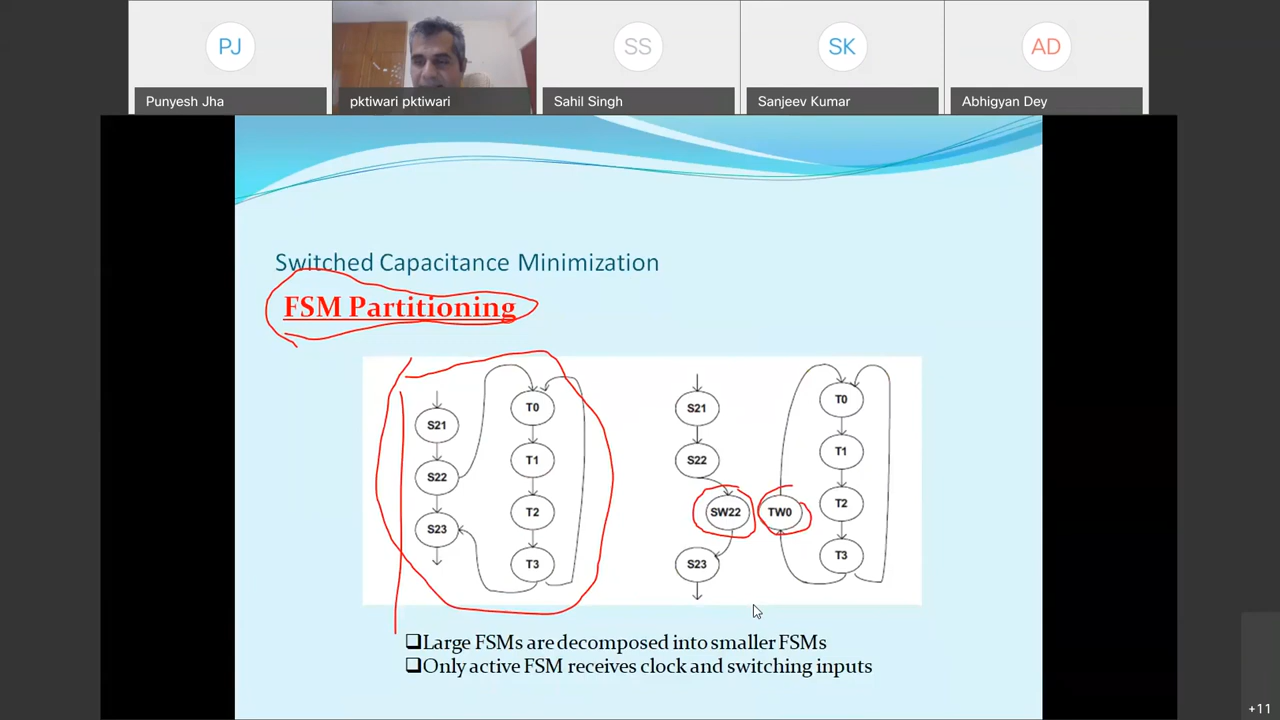 PJ
SS
SK
AD
Punyesh Jha
pktiwari pktiwari
Sahil Singh
Sanjeev Kumar
Abhigyan Dey
Switched Capacitance Minimization
FSM Partitioning
S21
S22
S23
T0
T1
T2
T3
S21
S22
SW22
S23
TW0
T0
T1
T2
T3
Large FSMs are decomposed into smaller FSMs
Only active FSM receives clock and switching inputs
+11